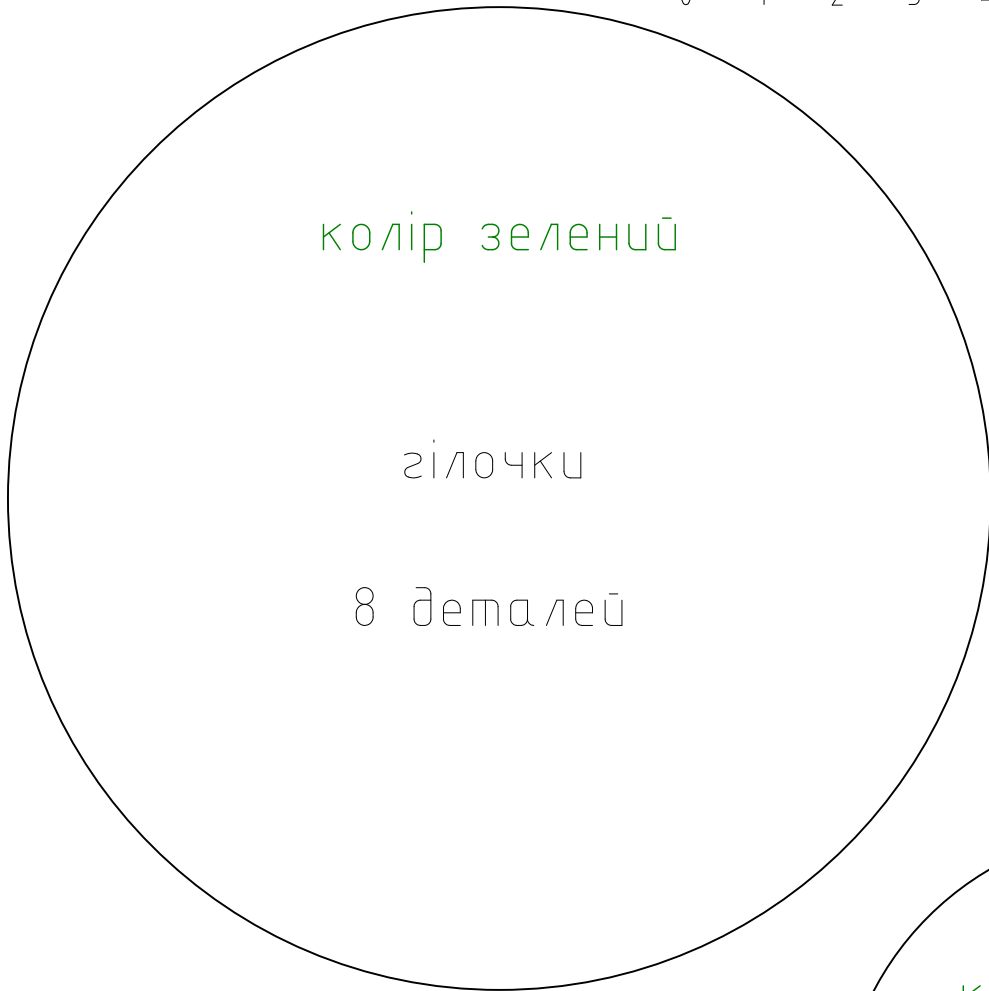 колір зелений
гілочки
8 деталей